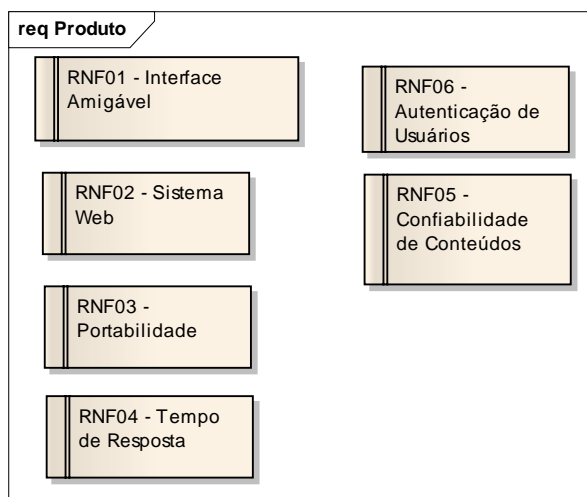 req Produto
RNF01 - Interface
Amigável
RNF02 - Sistema
Web
RNF03 -
Portabilidade
RNF04 - Tempo
de Resposta
RNF06 -
Autenticação de
Usuários
RNF05 -
Confiabilidade
de Conteúdos